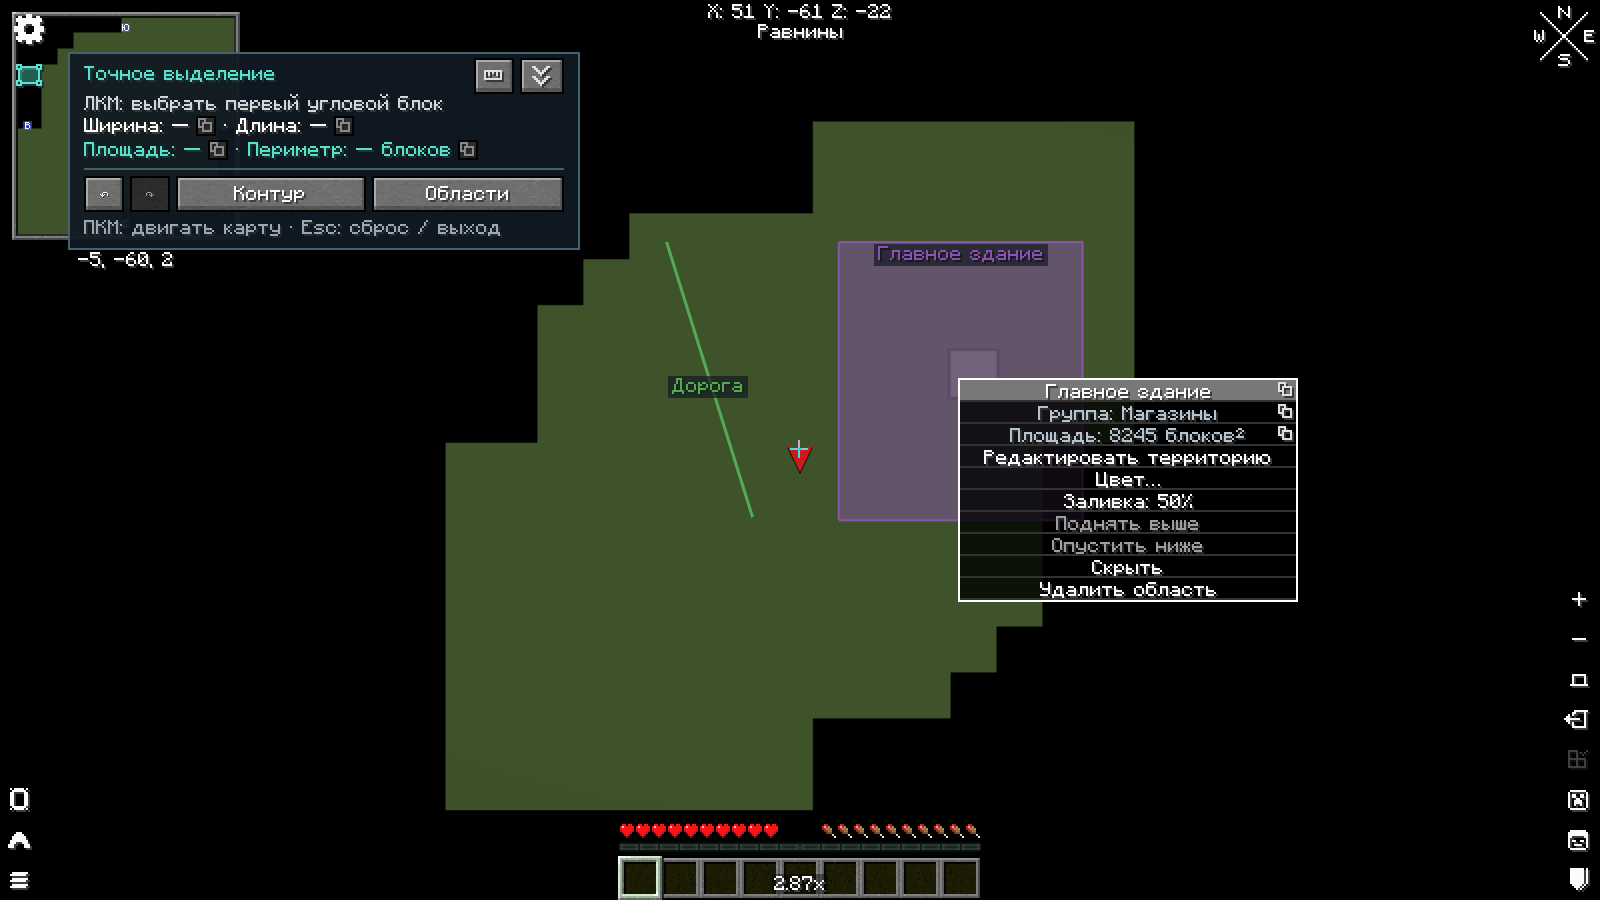 X: 51 Y: -61 Z: -22
Равнины
N
W E
S
Ю
В
Точное выделение
ЛКМ: выбрать первый угловой блок
Ширина: — · Длина: —
Площадь: — · Периметр: — блоков
Контур
Области
ПКМ: двигать карту · Esc: сброс / выход
-5, -60, 2
Главное здание
Дорога
Главное здание
Группа: Магазины
Площадь: 8245 блоков²
Редактировать территорию
Цвет...
Заливка: 50%
Поднять выше
Опустить ниже
Скрыть
Удалить область
2.87x